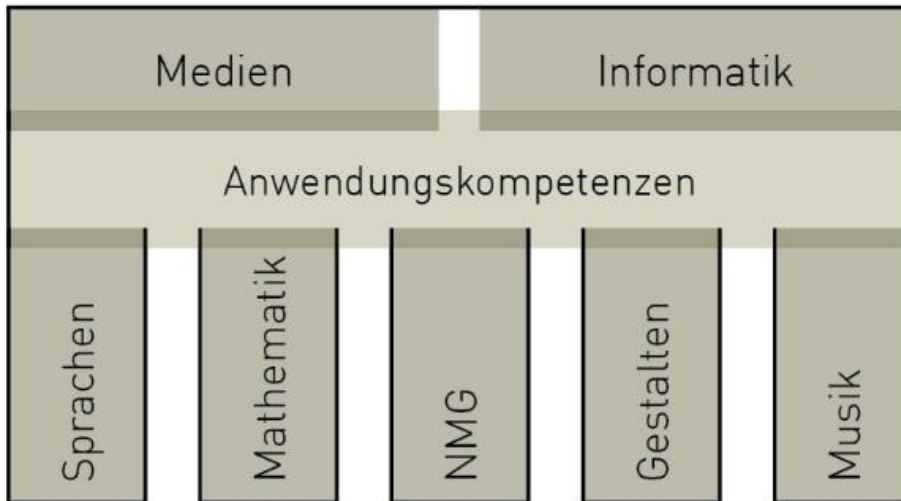 Medien
Informatik
Anwendungskompetenzen
Sprachen
Mathematik
NMG
Gestalten
Musik